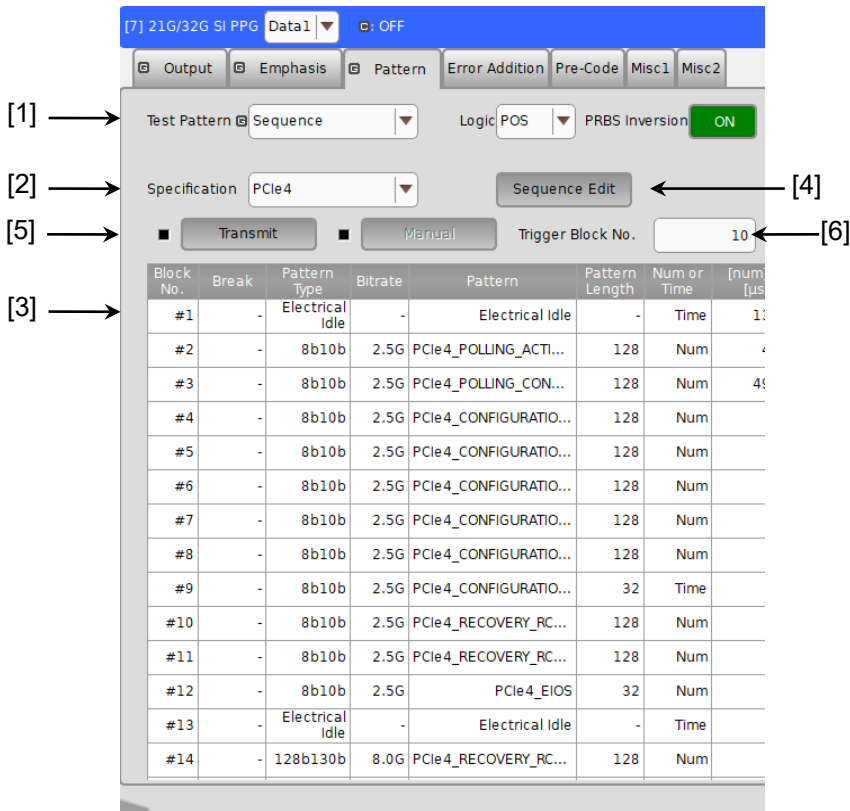 [7] 21G/32G SI PPG Data1 C: OFF
G Output G Emphasis G Pattern Error Addition Pre-Code Misc1 Misc2
[1] Test Pattern G Sequence Logic POS PRBS Inversion ON
[2] Specification PCIe4 Sequence Edit [4]
[5] Transmit Manual Trigger Block No. 10 [6]
Block No. Break Pattern Type Bitrate Pattern Pattern Length Num or Time [num]
[3] #1 - Electrical Idle - Electrical Idle - Time
#2 - 8b10b 2.5G PCIe4_POLLING_ACTI... 128 Num
#3 - 8b10b 2.5G PCIe4_POLLING_CON... 128 Num
#4 - 8b10b 2.5G PCIe4_CONFIGURATIO... 128 Num
#5 - 8b10b 2.5G PCIe4_CONFIGURATIO... 128 Num
#6 - 8b10b 2.5G PCIe4_CONFIGURATIO... 128 Num
#7 - 8b10b 2.5G PCIe4_CONFIGURATIO... 128 Num
#8 - 8b10b 2.5G PCIe4_CONFIGURATIO... 128 Num
#9 - 8b10b 2.5G PCIe4_CONFIGURATIO... 32 Time
#10 - 8b10b 2.5G PCIe4_RECOVERY_RC... 128 Num
#11 - 8b10b 2.5G PCIe4_RECOVERY_RC... 128 Num
#12 - 8b10b 2.5G PCIe4_EIOS 32 Num
#13 - Electrical Idle - Electrical Idle - Time
#14 - 128b130b 8.0G PCIe4_RECOVERY_RC... 128 Num